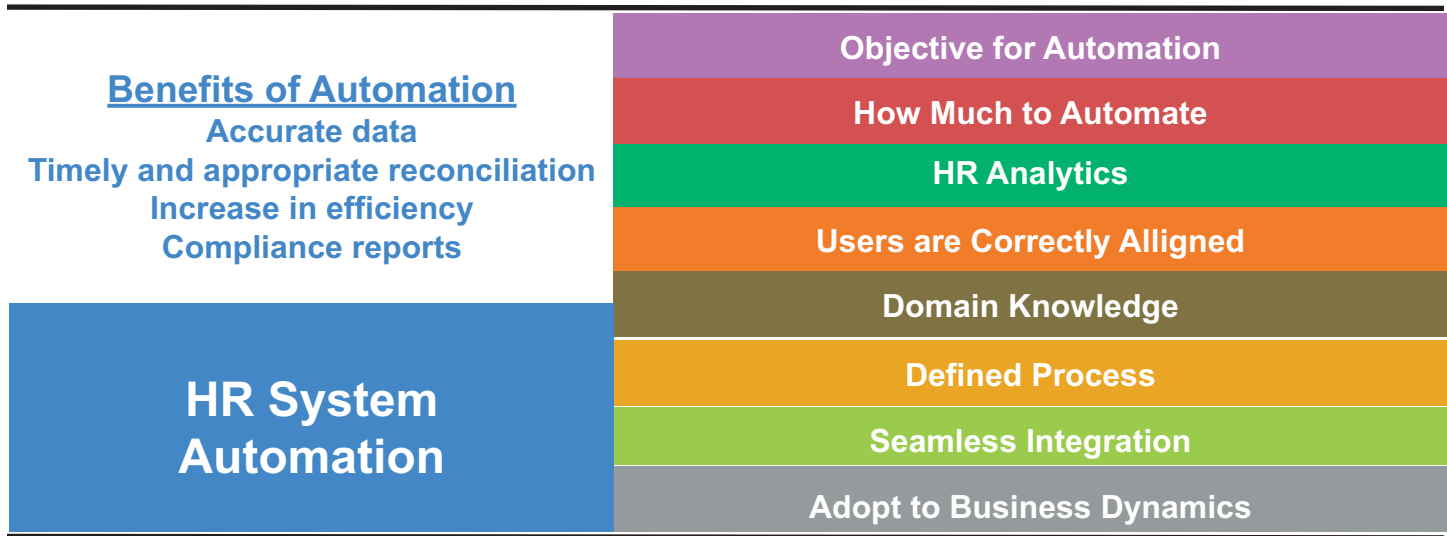 Benefits of Automation
Accurate data
Timely and appropriate reconciliation
Increase in efficiency
Compliance reports
HR System
Automation
Objective for Automation
How Much to Automate
HR Analytics
Users are Correctly Alligned
Domain Knowledge
Defined Process
Seamless Integration
Adopt to Business Dynamics